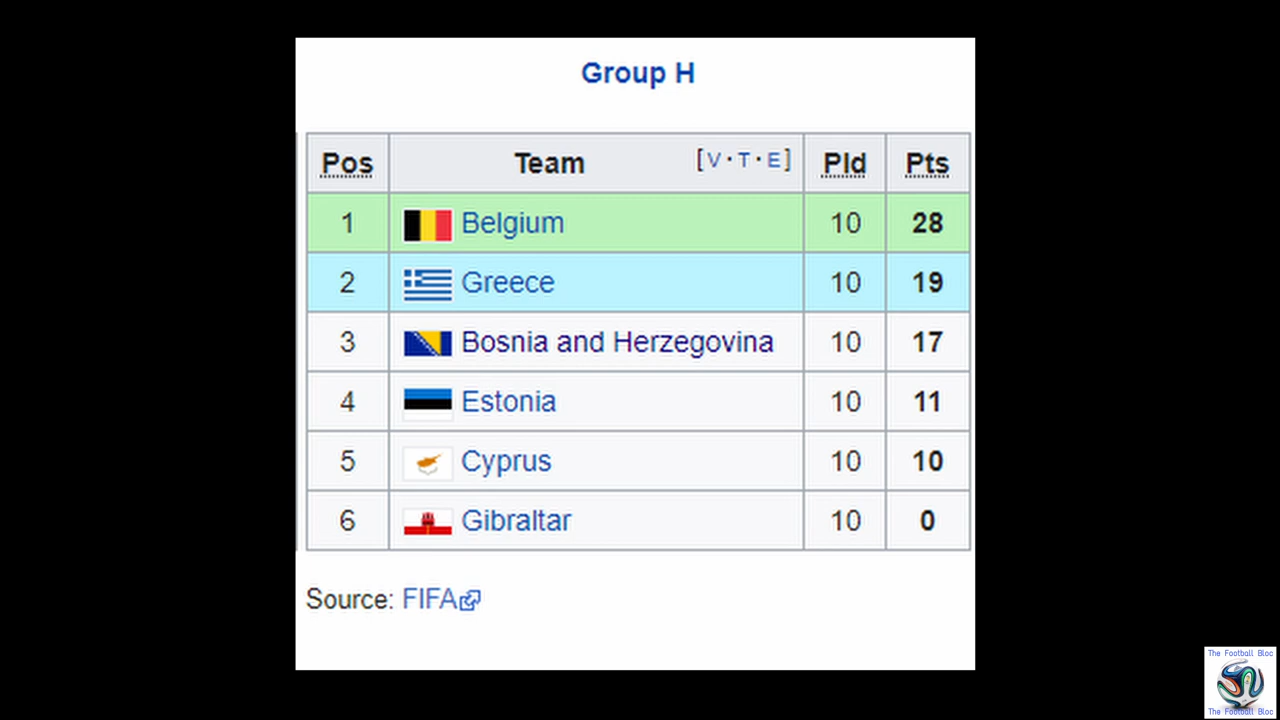 Group H
Pos Team [V·T·E] Pld Pts
1 Belgium 10 28
2 Greece 10 19
3 Bosnia and Herzegovina 10 17
4 Estonia 10 11
5 Cyprus 10 10
6 Gibraltar 10 0
Source: FIFA
The Football Bloc
The Football Bloc